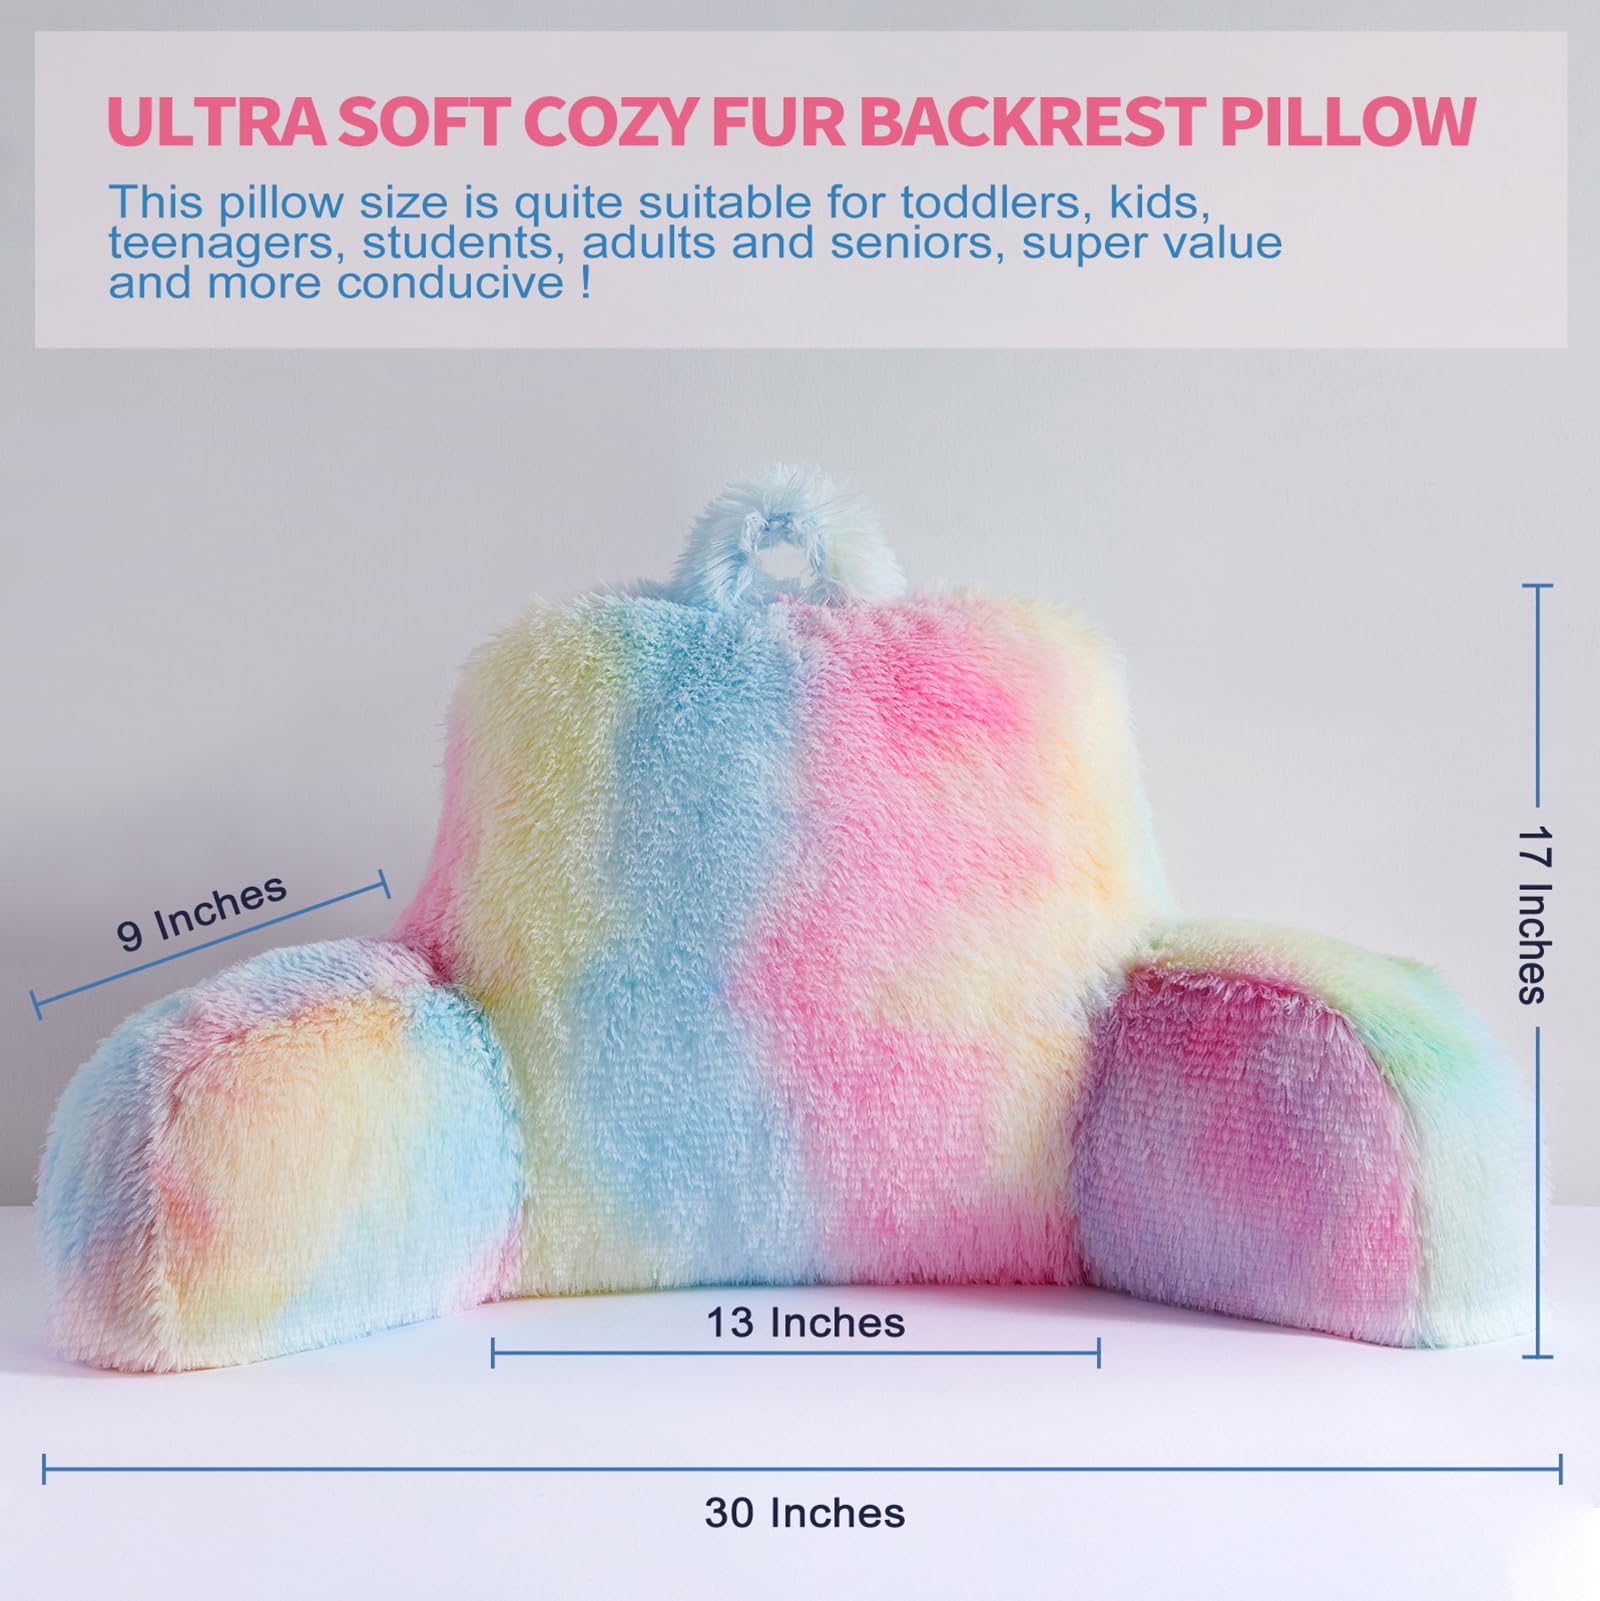 ULTRA SOFT COZY FUR BACKREST PILLOW
This pillow size is quite suitable for toddlers, kids,
teenagers, students, adults and seniors, super value
and more conducive !
9 Inches
17 Inches
13 Inches
30 Inches